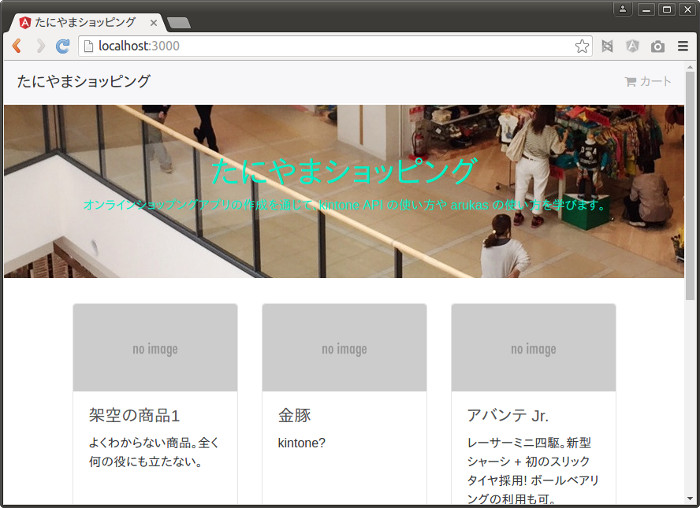 たにやまショッピング
localhost:3000
たにやまショッピング
カート
たにやまショッピング
オンラインショッピングアプリの作成を通じて、kintone API の使い方や arukas の使い方を学びます。
no image
no image
no image
架空の商品1
よくわからない商品。全く
何の役にも立たない。
金豚
kintone?
アバンテ Jr.
レーサーミニ四駆。新型
シャーシ + 初のスリック
タイヤ採用! ボールベアリ
ングの利用も可。